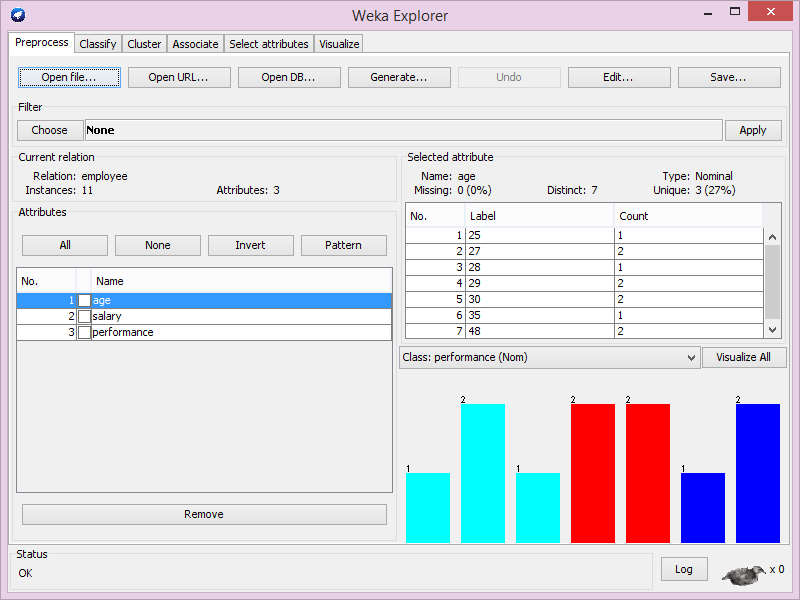 Weka Explorer
Preprocess Classify Cluster Associate Select attributes Visualize
Open file... Open URL... Open DB... Generate... Undo Edit... Save...
Filter
Choose None Apply
Current relation
Relation: employee
Instances: 11 Attributes: 3
Attributes
All None Invert Pattern
No. Name
1 age
2 salary
3 performance
Remove
Selected attribute
Name: age Type: Nominal
Missing: 0 (0%) Distinct: 7 Unique: 3 (27%)
No. Label Count
1 25 1
2 27 2
3 28 1
4 29 2
5 30 2
6 35 1
7 48 2
Class: performance (Nom) Visualize All
1 2 1 2 2 1 2
Status
OK
Log x 0